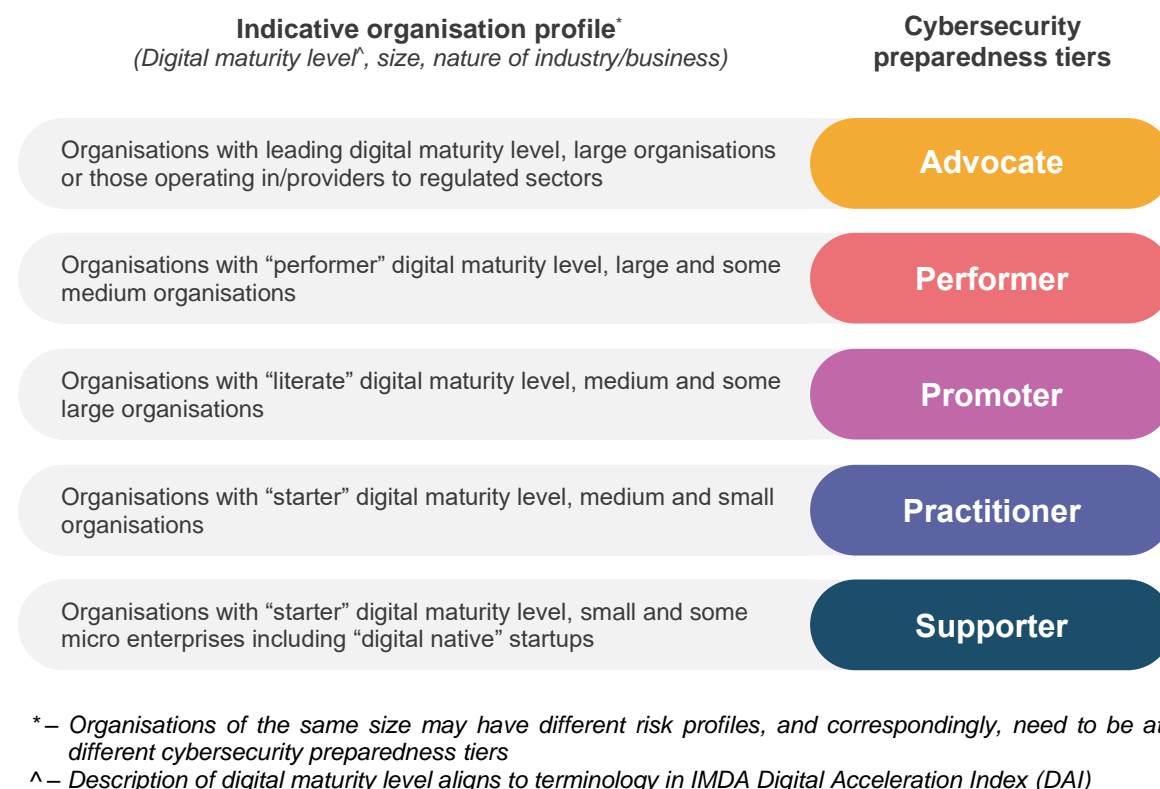 Indicative organisation profile*
(Digital maturity level^, size, nature of industry/business)
Cybersecurity
preparedness tiers
Organisations with leading digital maturity level, large organisations
or those operating in/providers to regulated sectors
Advocate
Organisations with “performer” digital maturity level, large and some
medium organisations
Performer
Organisations with “literate” digital maturity level, medium and some
large organisations
Promoter
Organisations with “starter” digital maturity level, medium and small
organisations
Practitioner
Organisations with “starter” digital maturity level, small and some
micro enterprises including “digital native” startups
Supporter
* – Organisations of the same size may have different risk profiles, and correspondingly, need to be at
different cybersecurity preparedness tiers
^ – Description of digital maturity level aligns to terminology in IMDA Digital Acceleration Index (DAI)